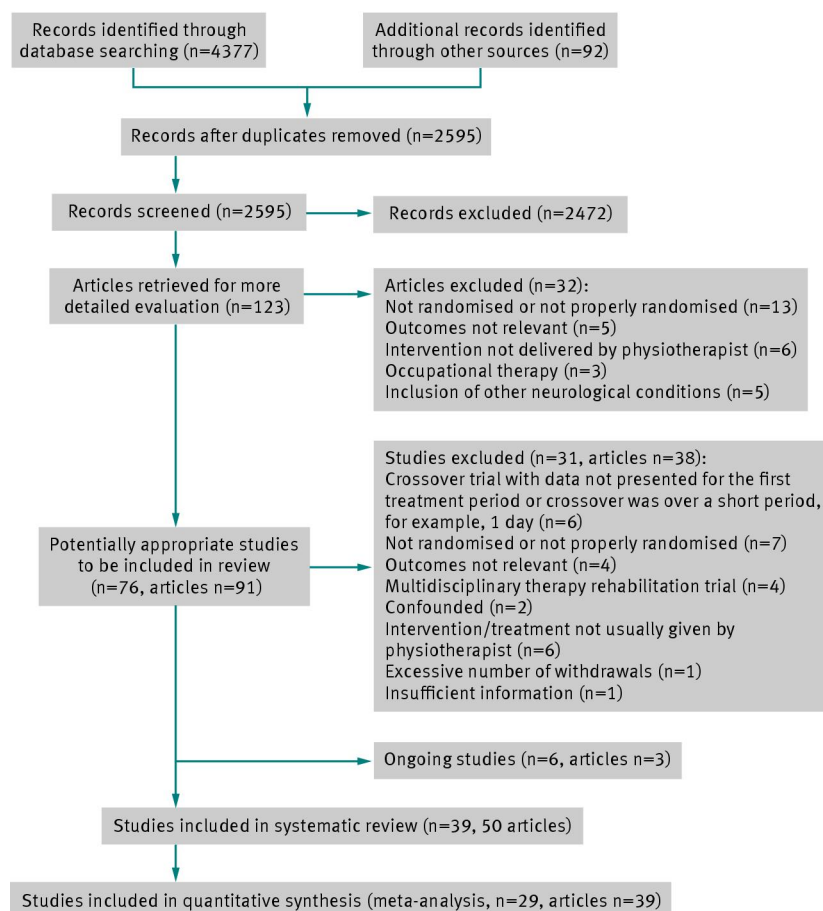 Records identified through
database searching (n=4377)
Additional records identified
through other sources (n=92)
Records after duplicates removed (n=2595)
Records screened (n=2595)
Records excluded (n=2472)
Articles retrieved for more
detailed evaluation (n=123)
Articles excluded (n=32):
Not randomised or not properly randomised (n=13)
Outcomes not relevant (n=5)
Intervention not delivered by physiotherapist (n=6)
Occupational therapy (n=3)
Inclusion of other neurological conditions (n=5)
Potentially appropriate studies
to be included in review
(n=76, articles n=91)
Studies excluded (n=31, articles n=38):
Crossover trial with data not presented for the first
treatment period or crossover was over a short period,
for example, 1 day (n=6)
Not randomised or not properly randomised (n=7)
Outcomes not relevant (n=4)
Multidisciplinary therapy rehabilitation trial (n=4)
Confounded (n=2)
Intervention/treatment not usually given by
physiotherapist (n=6)
Excessive number of withdrawals (n=1)
Insufficient information (n=1)
Ongoing studies (n=6, articles n=3)
Studies included in systematic review (n=39, 50 articles)
Studies included in quantitative synthesis (meta-analysis, n=29, articles n=39)